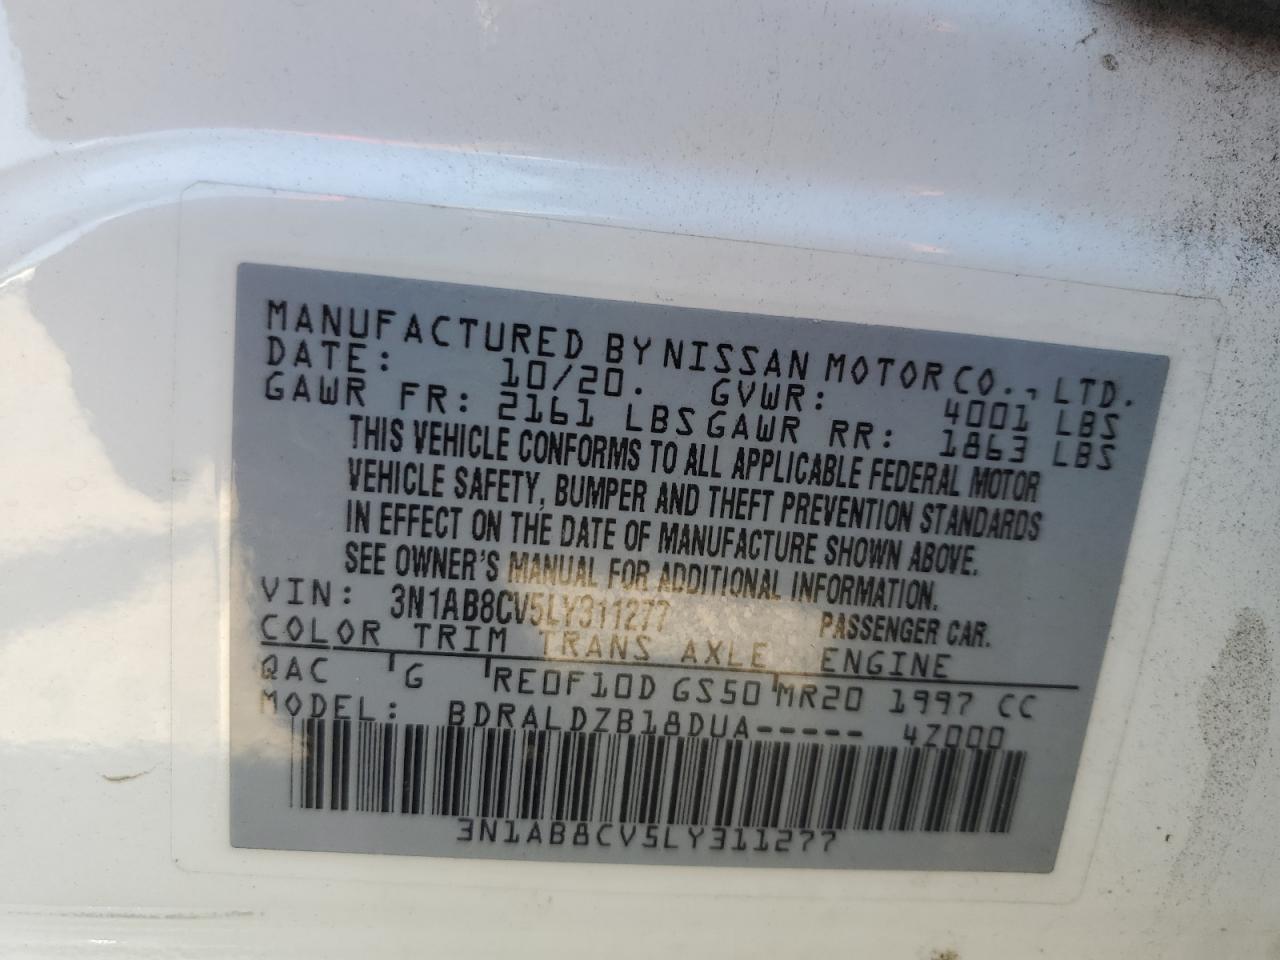 MANUFACTURED BY NISSAN MOTOR CO., LTD.
DATE: 10/20. GVWR: 4001 LBS
GAWR FR: 2161 LBS GAWR RR: 1863 LBS
THIS VEHICLE CONFORMS TO ALL APPLICABLE FEDERAL MOTOR
VEHICLE SAFETY, BUMPER AND THEFT PREVENTION STANDARDS
IN EFFECT ON THE DATE OF MANUFACTURE SHOWN ABOVE.
SEE OWNER'S MANUAL FOR ADDITIONAL INFORMATION.
VIN: 3N1AB8CV5LY311277 PASSENGER CAR.
COLOR TRIM TRANS AXLE ENGINE
QAC G RE0F10D GS50 MR20 1997 CC
MODEL: BDRALDZB18DUA----- 4Z000
3N1AB8CV5LY311277